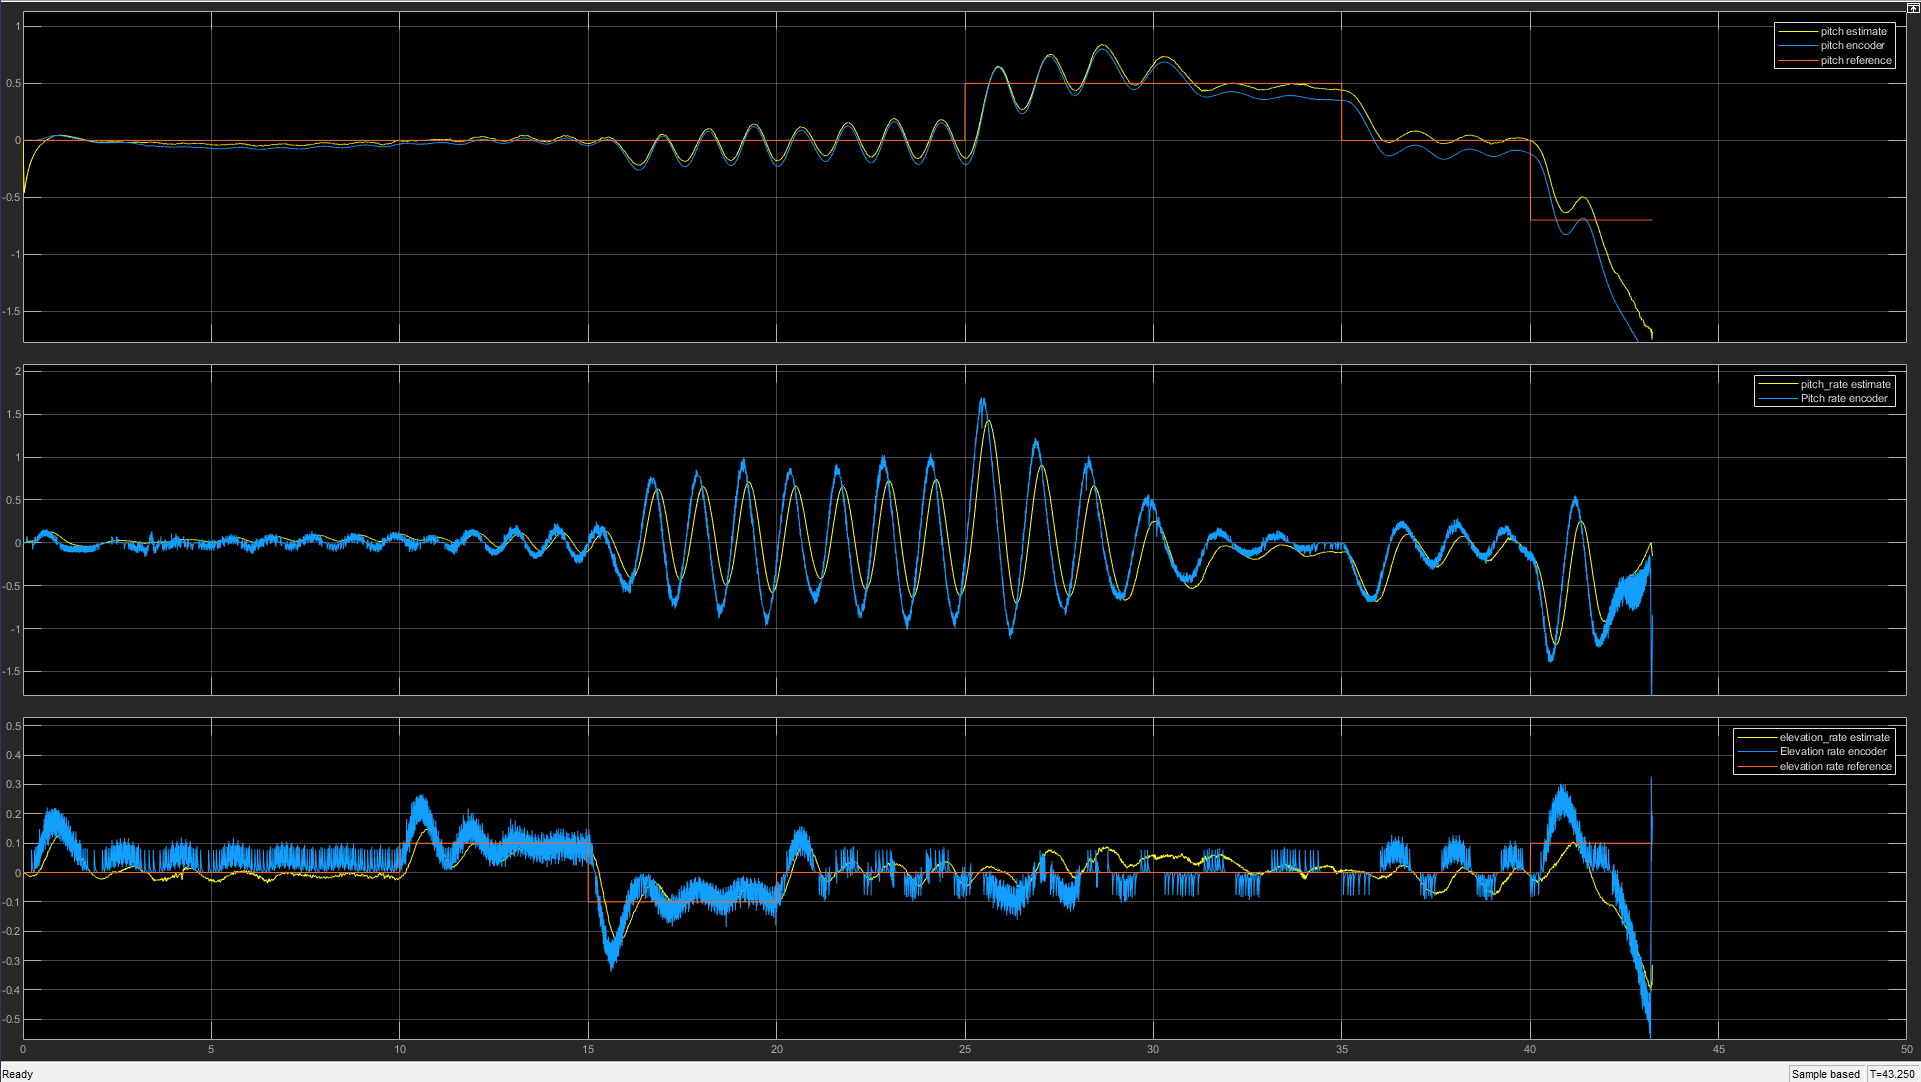 1
0.5
0
-0.5
-1
-1.5
pitch estimate
pitch encoder
pitch reference
2
1.5
1
0.5
0
-0.5
-1
-1.5
pitch_rate estimate
Pitch rate encoder
0.5
0.4
0.3
0.2
0.1
0
-0.1
-0.2
-0.3
-0.4
-0.5
elevation_rate estimate
Elevation rate encoder
elevation rate reference
0 5 10 15 20 25 30 35 40 45 50
Ready Sample based T=43.250